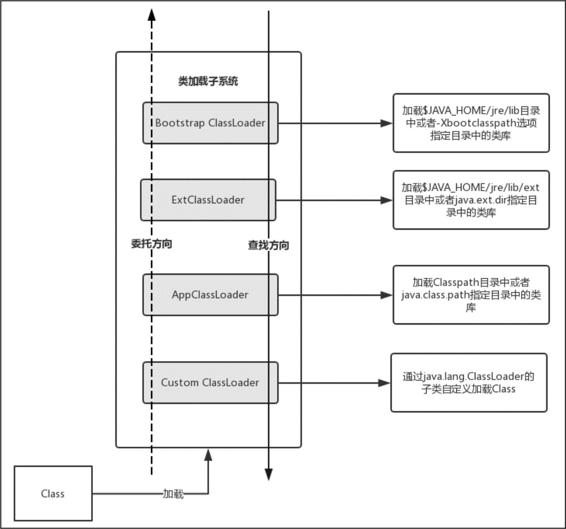 类加载子系统
Bootstrap ClassLoader
加载$JAVA_HOME/jre/lib目录
中或者-Xbootclasspath选项
指定目录中的类库
ExtClassLoader
加载$JAVA_HOME/jre/lib/ext
目录中或者java.ext.dir指定目
录中的类库
委托方向
查找方向
AppClassLoader
加载Classpath目录中或者
java.class.path指定目录中的类
库
Custom ClassLoader
通过java.lang.ClassLoader的
子类自定义加载Class
Class
加载